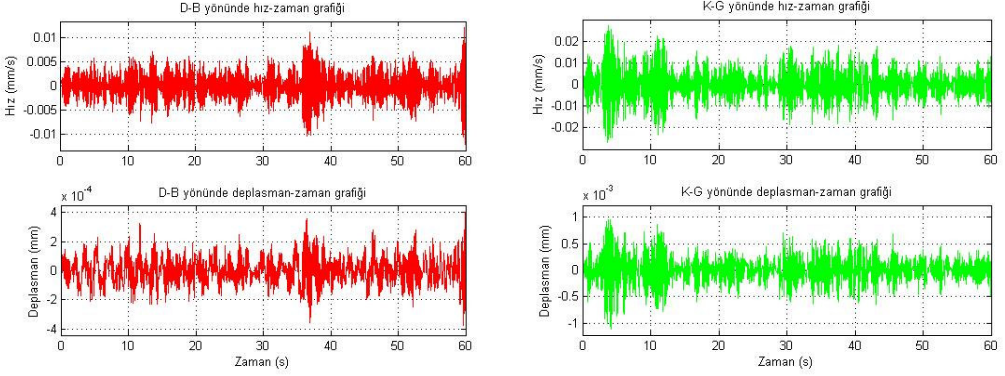 D-B yönünde hız-zaman grafiği
0.01
0.005
0
-0.005
-0.01
Hız (mm/s)
0 10 20 30 40 50 60
K-G yönünde hız-zaman grafiği
0.02
0.01
0
-0.01
-0.02
Hız (mm/s)
0 10 20 30 40 50 60
D-B yönünde deplasman-zaman grafiği
x 10-4
4
2
0
-2
-4
Deplasman (mm)
0 10 20 30 40 50 60
Zaman (s)
K-G yönünde deplasman-zaman grafiği
x 10-3
1
0.5
0
-0.5
-1
Deplasman (mm)
0 10 20 30 40 50 60
Zaman (s)